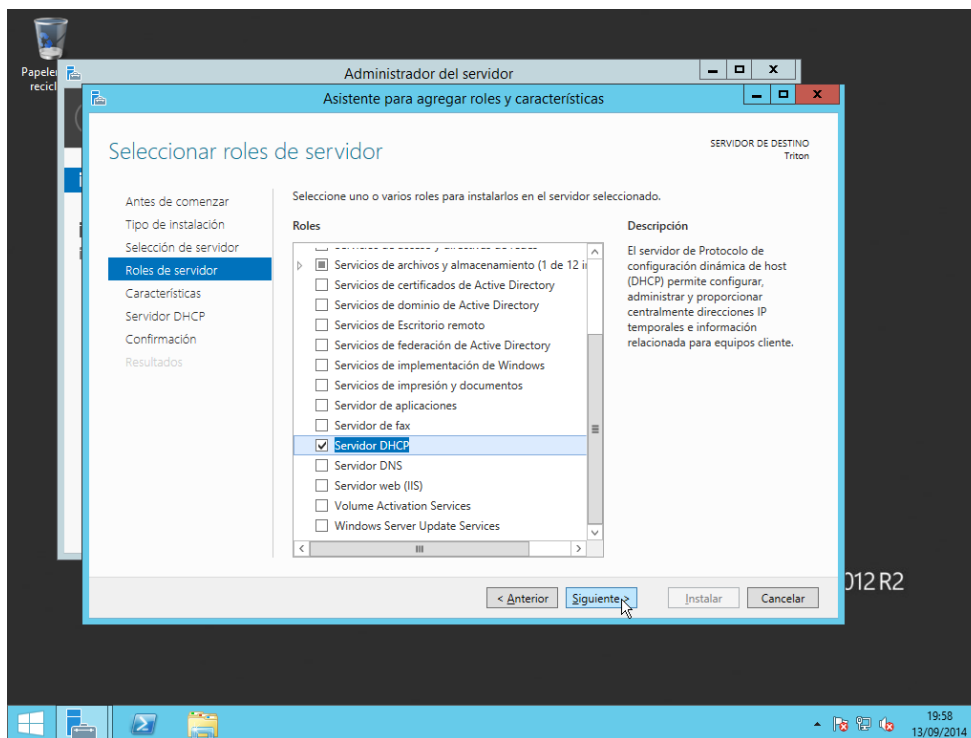 Papele
recicl
Administrador del servidor
Asistente para agregar roles y características
Seleccionar roles de servidor
SERVIDOR DE DESTINO
Triton
Antes de comenzar
Tipo de instalación
Selección de servidor
Roles de servidor
Características
Servidor DHCP
Confirmación
Resultados
Seleccione uno o varios roles para instalarlos en el servidor seleccionado.
Roles
Servicios de acceso y directivas de redes
Servicios de archivos y almacenamiento (1 de 12 in
Servicios de certificados de Active Directory
Servicios de dominio de Active Directory
Servicios de Escritorio remoto
Servicios de federación de Active Directory
Servicios de implementación de Windows
Servicios de impresión y documentos
Servidor de aplicaciones
Servidor de fax
Servidor DHCP
Servidor DNS
Servidor web (IIS)
Volume Activation Services
Windows Server Update Services
Descripción
El servidor de Protocolo de
configuración dinámica de host
(DHCP) permite configurar,
administrar y proporcionar
centralmente direcciones IP
temporales e información
relacionada para equipos cliente.
< Anterior
Siguiente >
Instalar
Cancelar
012 R2
19:58
13/09/2014